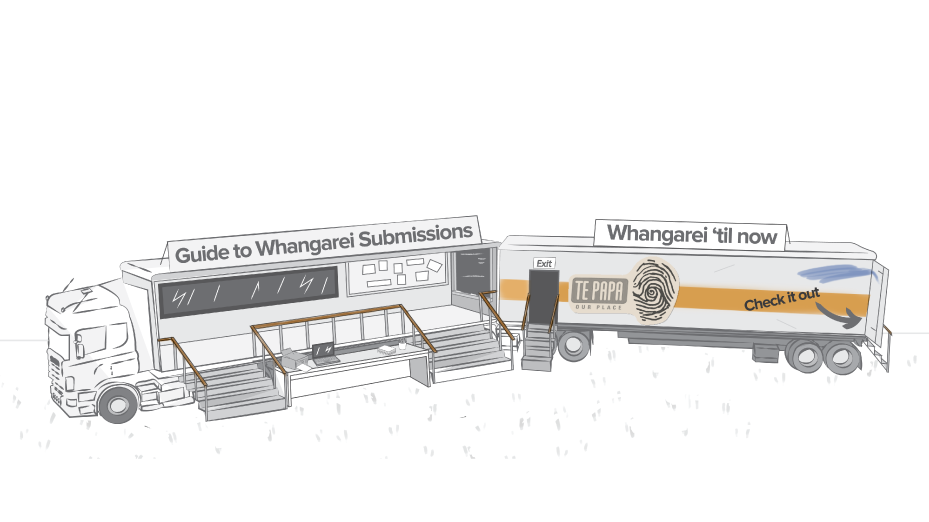 Guide to Whangarei Submissions
Whangarei ‘til now
Exit
TE PAPA
OUR PLACE
Check it out